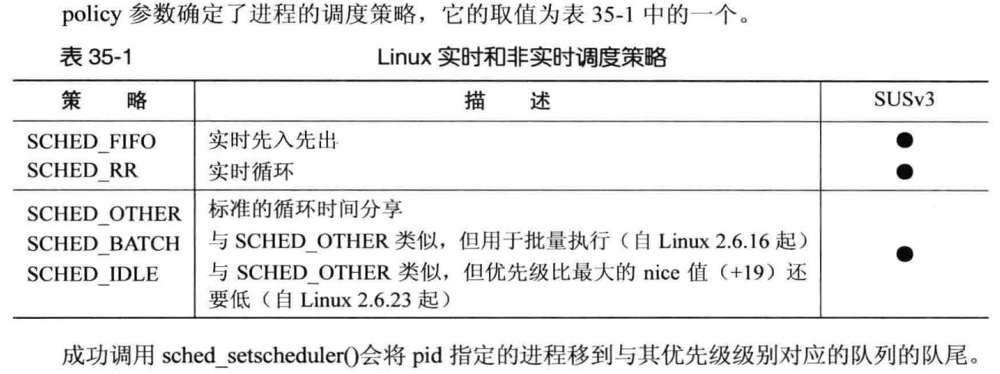 policy 参数确定了进程的调度策略，它的取值为表 35-1 中的一个。
表 35-1 Linux 实时和非实时调度策略
策 略 描 述 SUSv3
SCHED_FIFO 实时先入先出 ●
SCHED_RR 实时循环 ●
SCHED_OTHER 标准的循环时间分享
SCHED_BATCH 与 SCHED_OTHER 类似，但用于批量执行（自 Linux 2.6.16 起） ●
SCHED_IDLE 与 SCHED_OTHER 类似，但优先级比最大的 nice 值（+19）还
要低（自 Linux 2.6.23 起）
成功调用 sched_setscheduler()会将 pid 指定的进程移到与其优先级级别对应的队列的队尾。